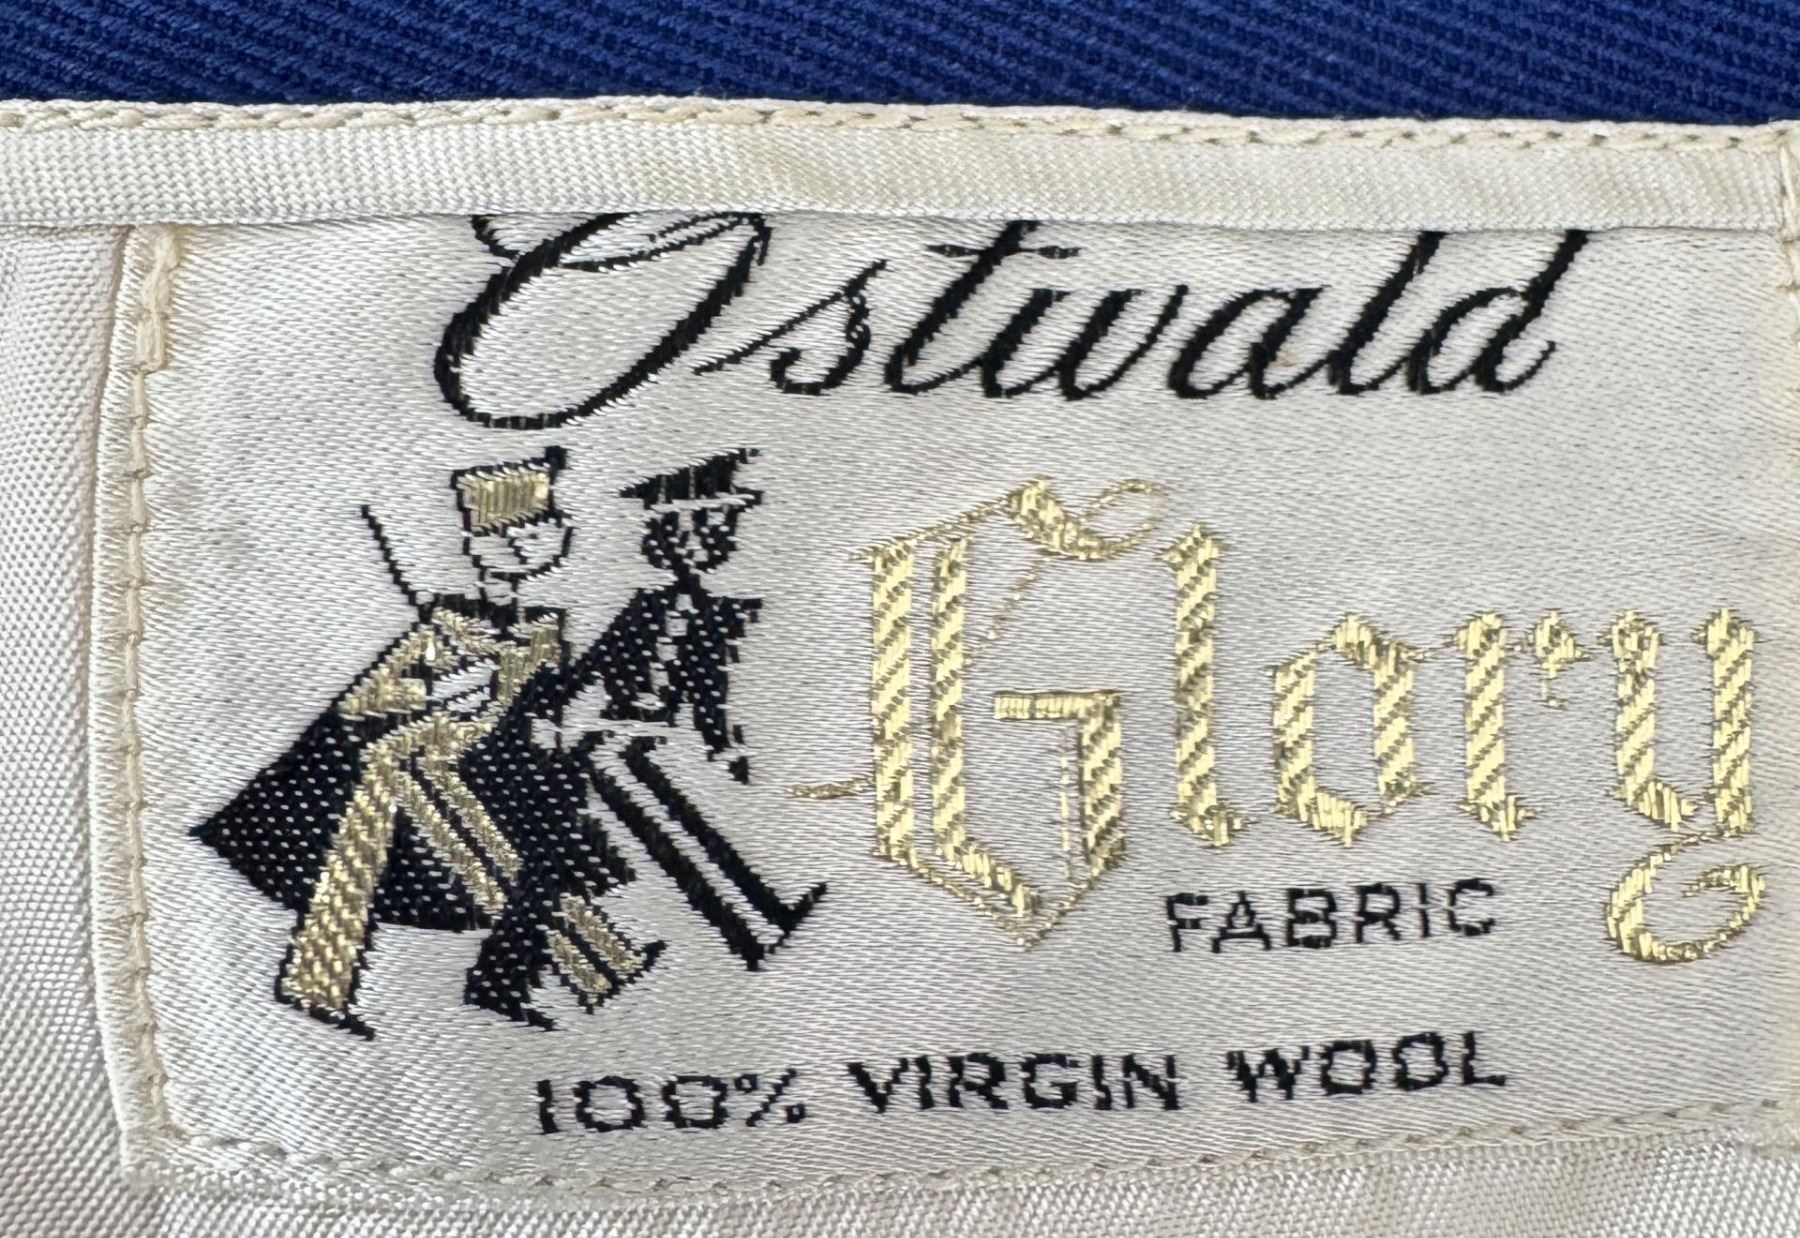 Ostwald
Glory
FABRIC
100% VIRGIN WOOL